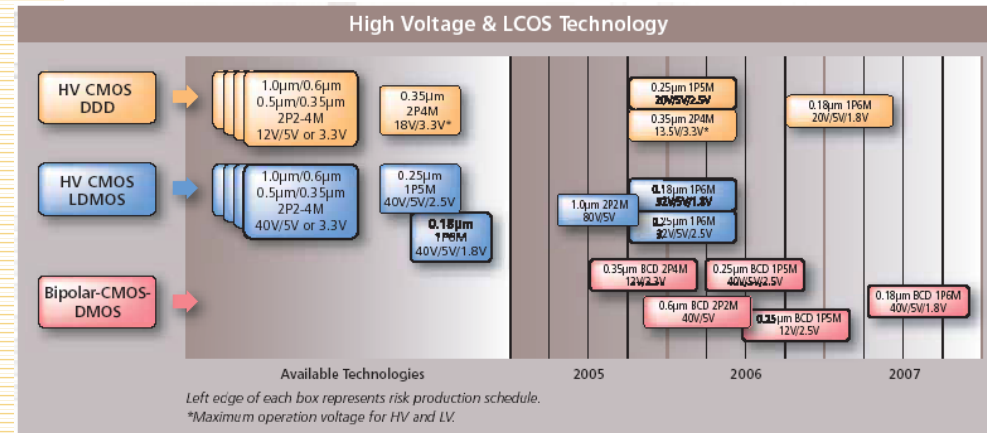 High Voltage & LCOS Technology
HV CMOS
DDD
1.0µm/0.6µm
0.5µm/0.35µm
2P2-4M
12V/5V or 3.3V
0.35µm
2P4M
18V/3.3V*
0.25µm 1P5M
20V/5V/2.5V
0.35µm 2P4M
13.5V/3.3V*
0.18µm 1P6M
20V/5V/1.8V
HV CMOS
LDMOS
1.0µm/0.6µm
0.5µm/0.35µm
2P2-4M
40V/5V or 3.3V
0.25µm
1P5M
40V/5V/2.5V
0.18µm
1P6M
40V/5V/1.8V
1.0µm 2P2M
80V/5V
0.18µm 1P6M
32V/5V/1.8V
0.25µm 1P6M
32V/5V/2.5V
Bipolar-CMOS-
DMOS
0.35µm BCD 2P4M
12V/3.3V
0.25µm BCD 1P5M
40V/5V/2.5V
0.6µm BCD 2P2M
40V/5V
0.25µm BCD 1P5M
12V/2.5V
0.18µm BCD 1P6M
40V/5V/1.8V
Available Technologies
2005
2006
2007
Left edge of each box represents risk production schedule.
*Maximum operation voltage for HV and LV.